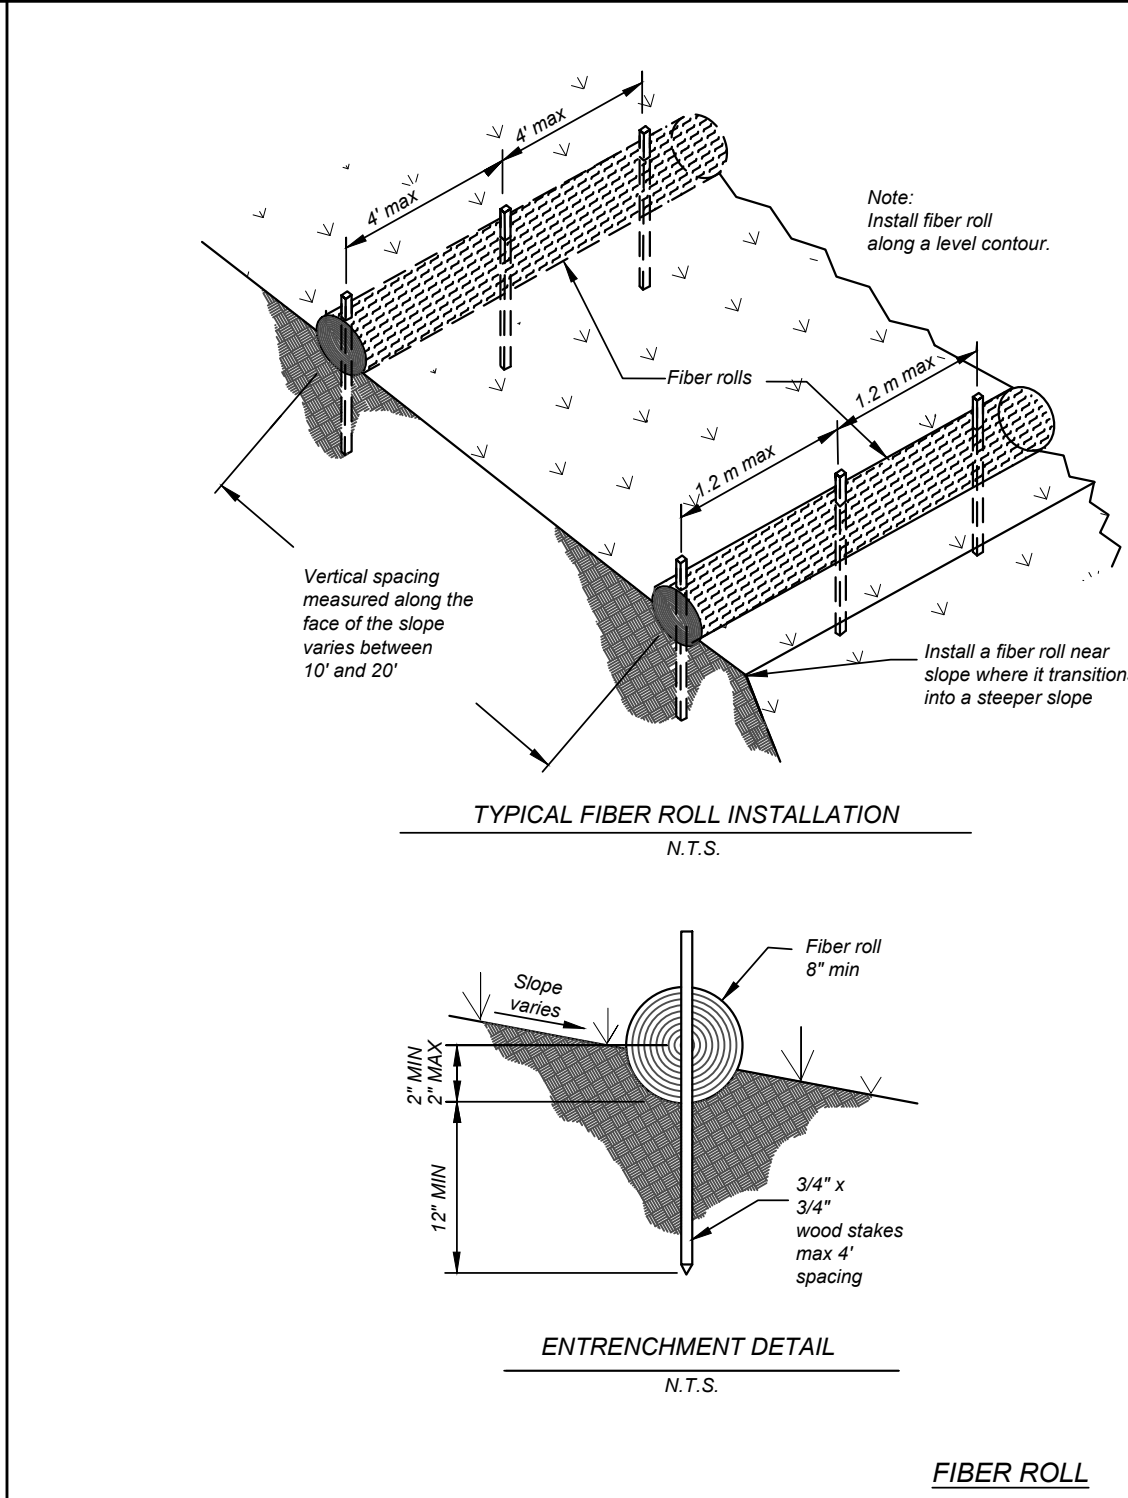 4' max
4' max
Note:
Install fiber roll
along a level contour.
Fiber rolls
1.2 m max
1.2 m max
Vertical spacing
measured along the
face of the slope
varies between
10' and 20'
Install a fiber roll near
slope where it transitions
into a steeper slope
TYPICAL FIBER ROLL INSTALLATION
N.T.S.
Fiber roll
8" min
Slope
varies
2" MIN
2" MAX
12" MIN
3/4" x
3/4"
wood stakes
max 4'
spacing
ENTRENCHMENT DETAIL
N.T.S.
FIBER ROLL